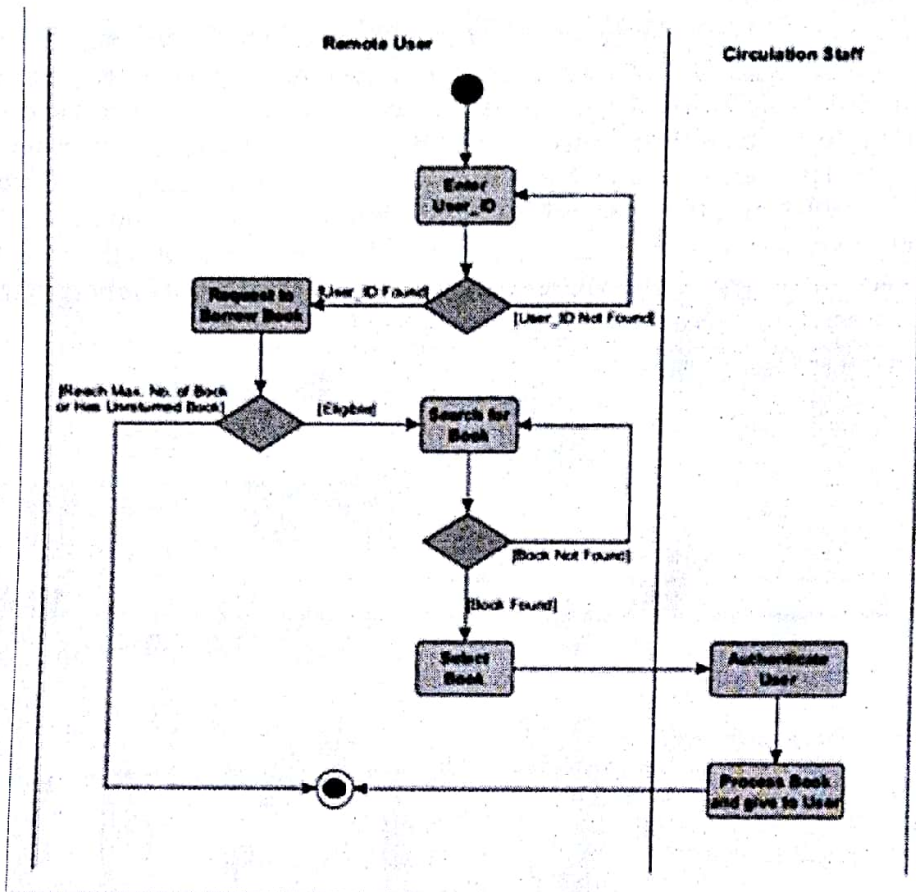 Remote User
Circulation Staff
Enter
User_ID
Request to
Borrow Book
[User_ID Found]
[User_ID Not Found]
[Reach Max. No. of Book
or Has Unreturned Book]
[Eligible]
Search for
Book
[Book Not Found]
[Book Found]
Select
Book
Authenticate
User
Process Book
and give to User